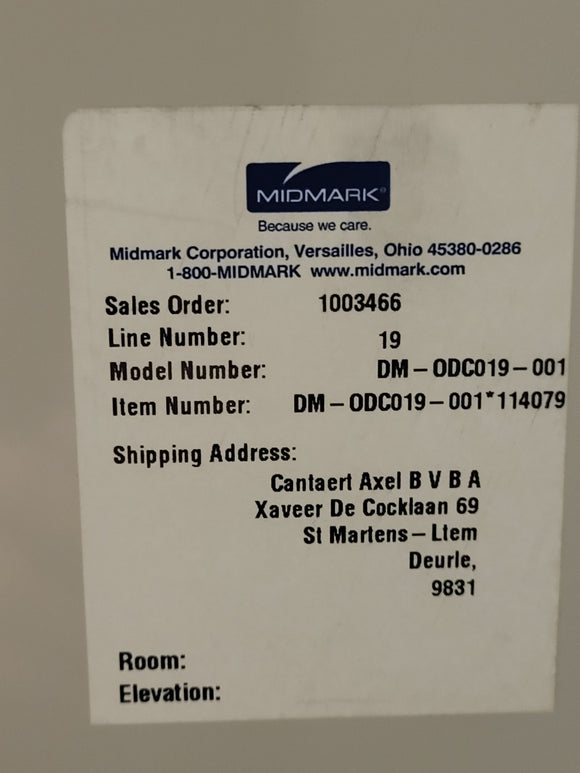 MIDMARK®
Because we care.
Midmark Corporation, Versailles, Ohio 45380-0286
1-800-MIDMARK www.midmark.com
Sales Order: 1003466
Line Number: 19
Model Number: DM-ODC019-001
Item Number: DM-ODC019-001*114079
Shipping Address:
Cantaert Axel B V B A
Xaveer De Cocklaan 69
St Martens-Ltem
Deurle,
9831
Room:
Elevation: